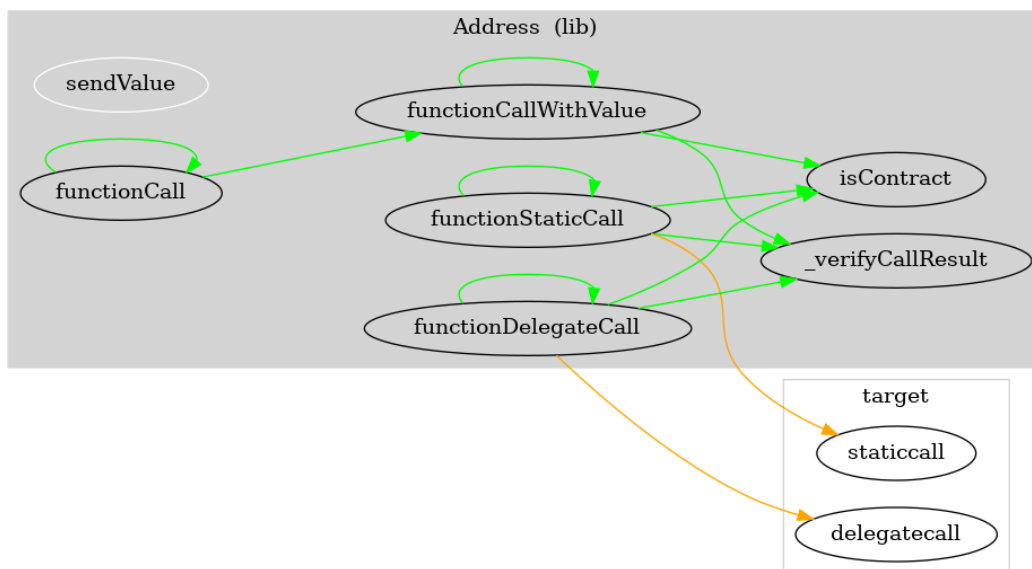 Address  (lib)
sendValue
functionCallWithValue
functionCall
isContract
functionStaticCall
_verifyCallResult
functionDelegateCall
target
staticcall
delegatecall